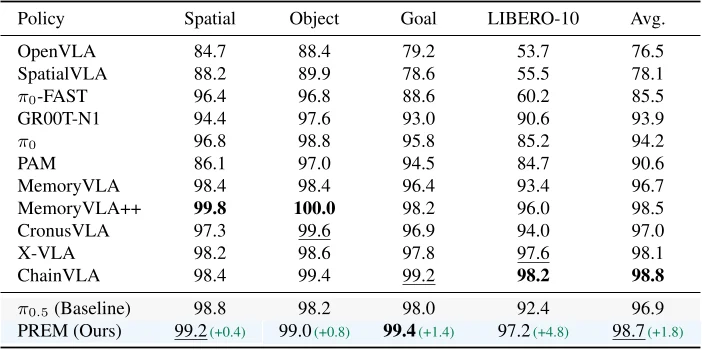 Policy Spatial Object Goal LIBERO-10 Avg.
OpenVLA 84.7 88.4 79.2 53.7 76.5
SpatialVLA 88.2 89.9 78.6 55.5 78.1
π₀-FAST 96.4 96.8 88.6 60.2 85.5
GR00T-N1 94.4 97.6 93.0 90.6 93.9
π₀ 96.8 98.8 95.8 85.2 94.2
PAM 86.1 97.0 94.5 84.7 90.6
MemoryVLA 98.4 98.4 96.4 93.4 96.7
MemoryVLA++ 99.8 100.0 98.2 96.0 98.5
CronusVLA 97.3 99.6 96.9 94.0 97.0
X-VLA 98.2 98.6 97.8 97.6 98.1
ChainVLA 98.4 99.4 99.2 98.2 98.8
π₀.₅ (Baseline) 98.8 98.2 98.0 92.4 96.9
PREM (Ours) 99.2 (+0.4) 99.0 (+0.8) 99.4 (+1.4) 97.2 (+4.8) 98.7 (+1.8)